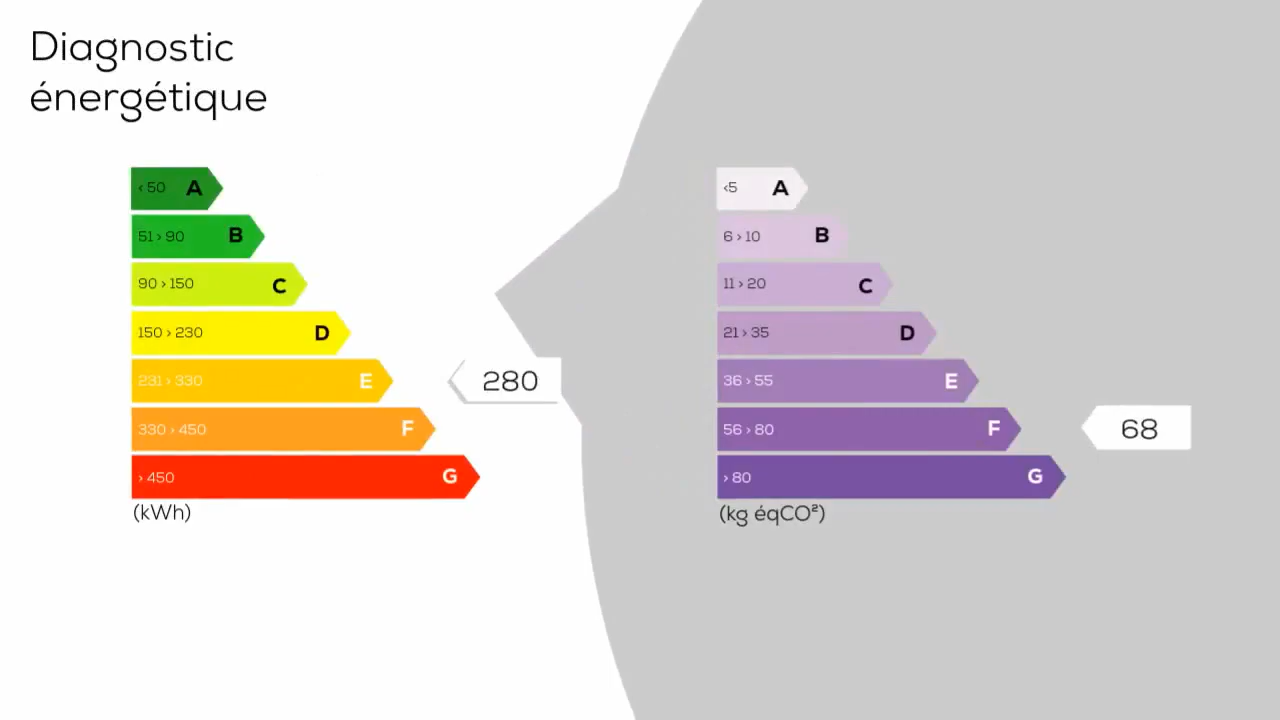 Diagnostic
énergétique
< 50 A
51 > 90 B
90 > 150 C
150 > 230 D
231 > 330 E
280
330 > 450 F
> 450 G
(kWh)
<5 A
6 > 10 B
11 > 20 C
21 > 35 D
36 > 55 E
56 > 80 F
68
> 80 G
(kg éqCO²)